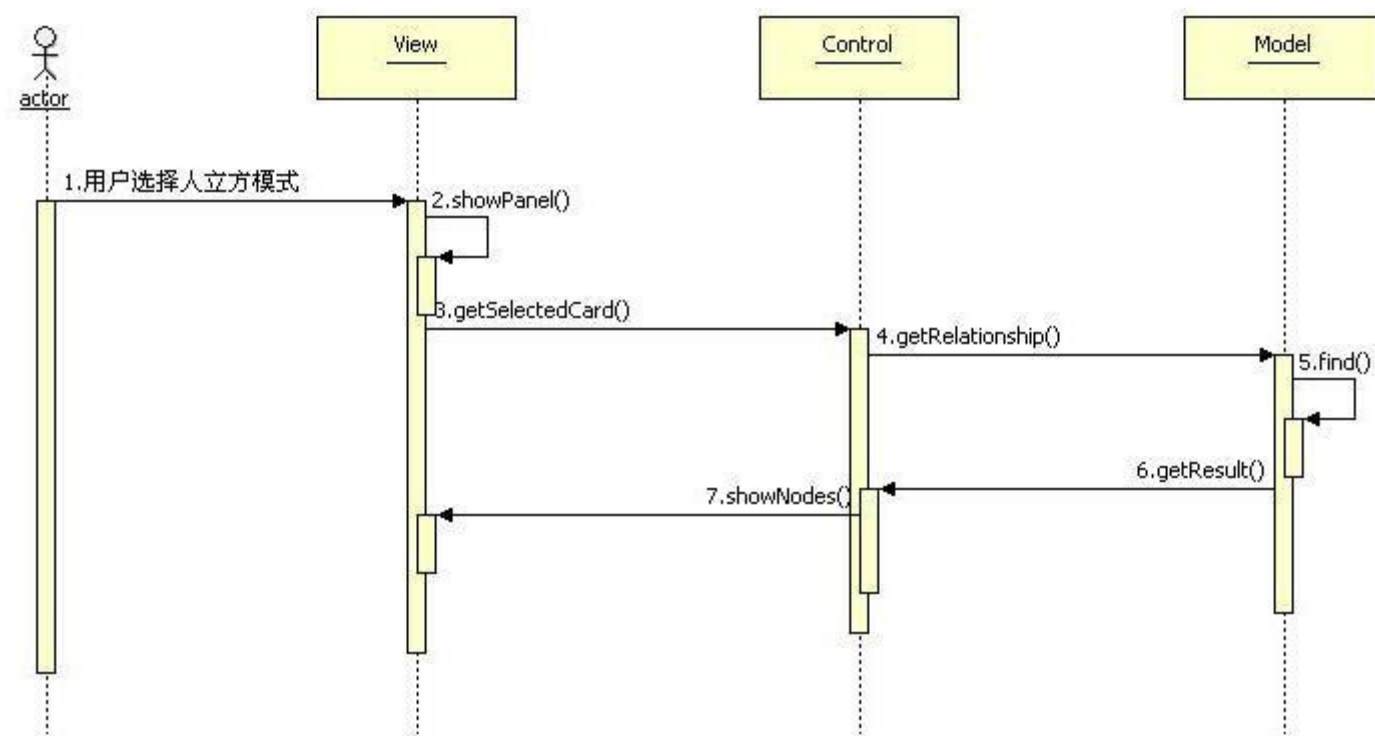 actor
View
Control
Model
1.用户选择人立方模式
2.showPanel()
3.getSelectedCard()
4.getRelationship()
5.find()
6.getResult()
7.showNodes()